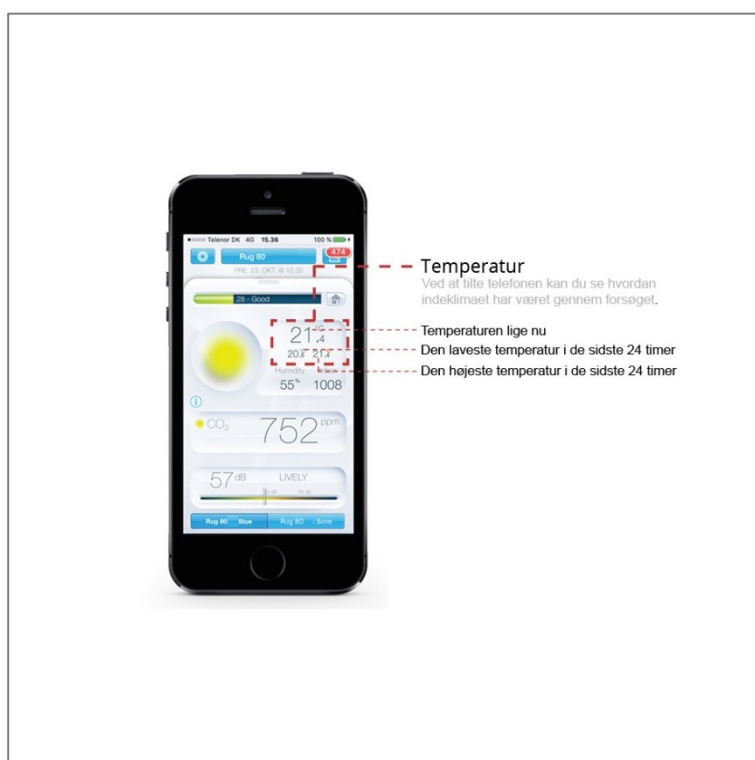 Telenor DK 4G 15.36 100 %
Rug 80 474
FRE. 23. OKT. @ 15.35
28 - Good
Temperatur
Ved at tilte telefonen kan du se hvordan
indeklimaet har været gennem forsøget.
21.4 °C
Temperaturen lige nu
Den laveste temperatur i de sidste 24 timer
Humidity
Den højeste temperatur i de sidste 24 timer
55% 1008
CO₂ 752 ppm
57 dB LIVELY
Rug 80 Stue Rug 80 Sove